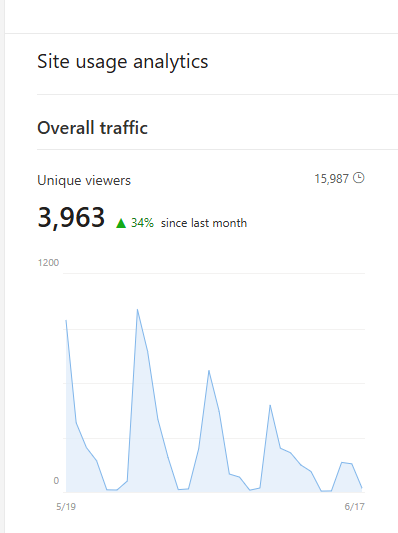 Site usage analytics
Overall traffic
Unique viewers 15,987
3,963 ▲ 34% since last month
1200
0
5/19 6/17